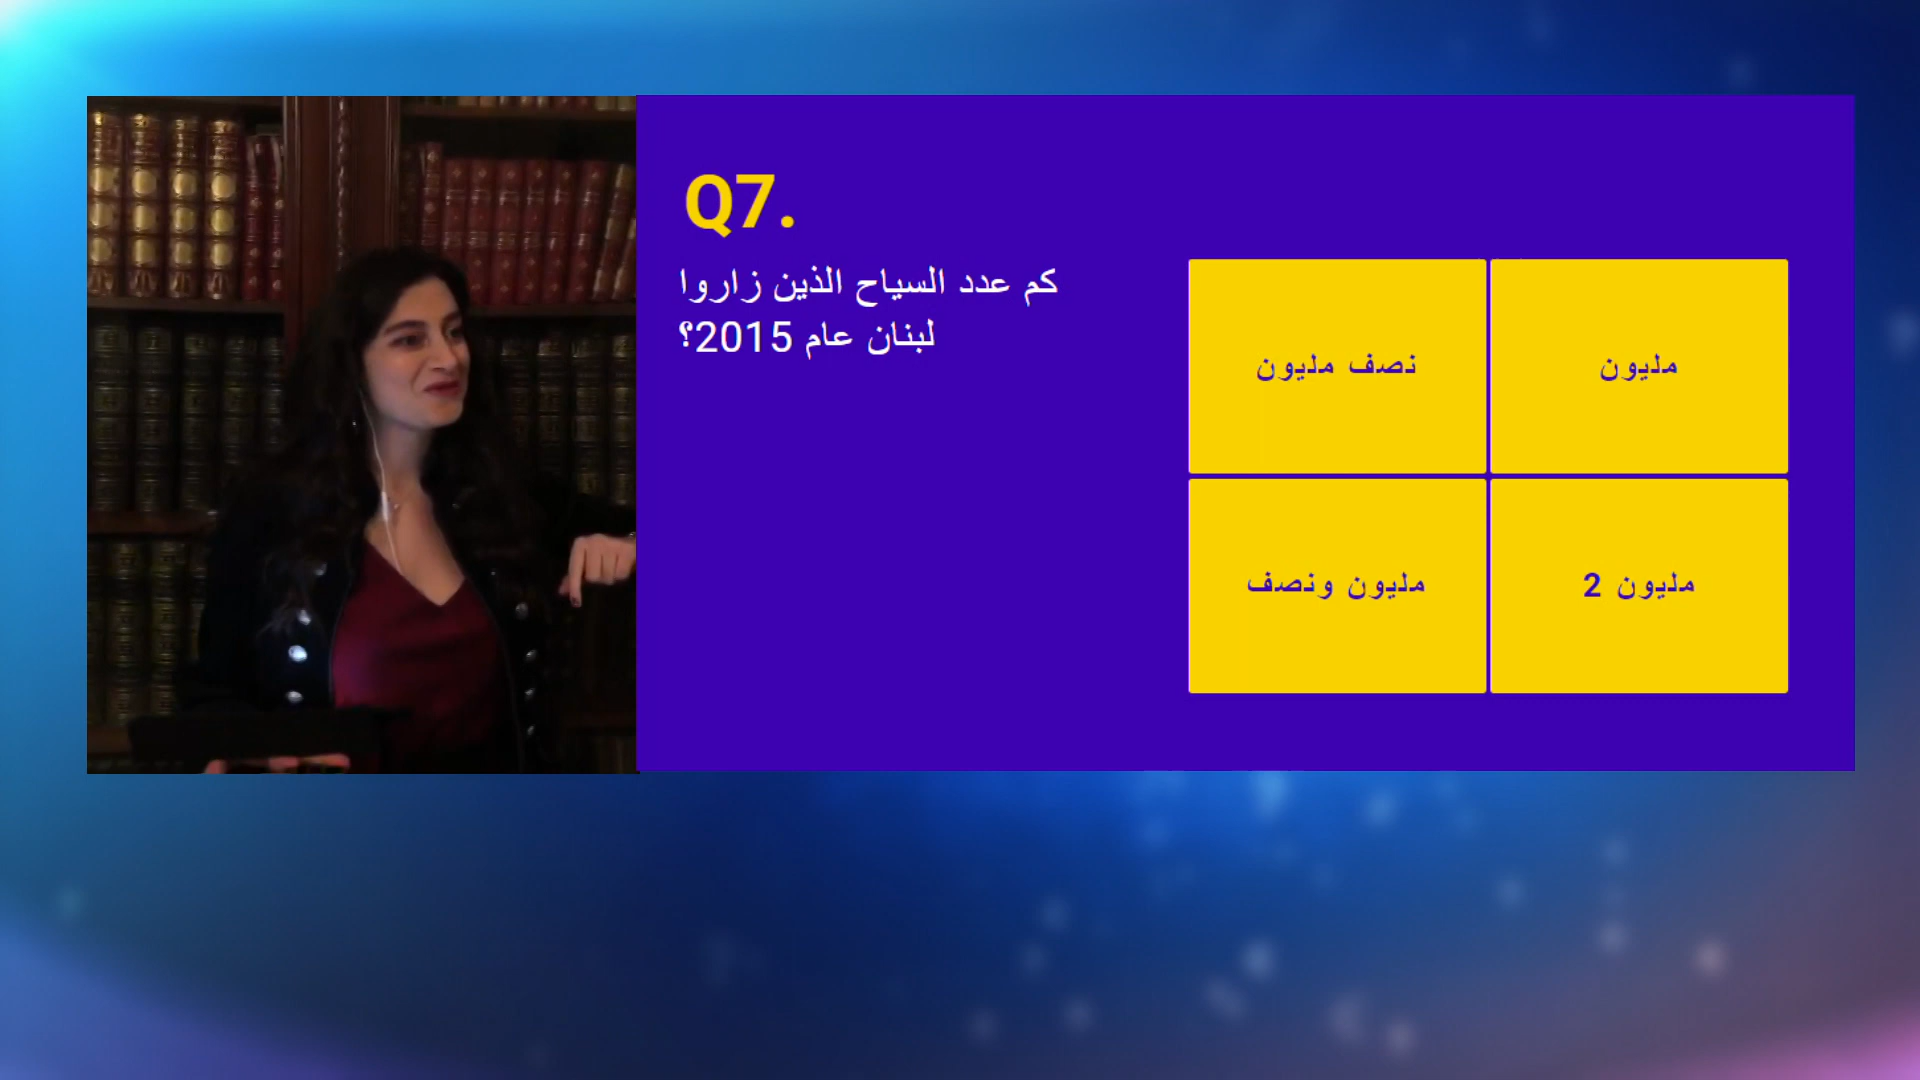 Q7.
كم عدد السياح الذين زاروا
لبنان عام 2015؟
نصف مليون
مليون
مليون ونصف
مليون 2